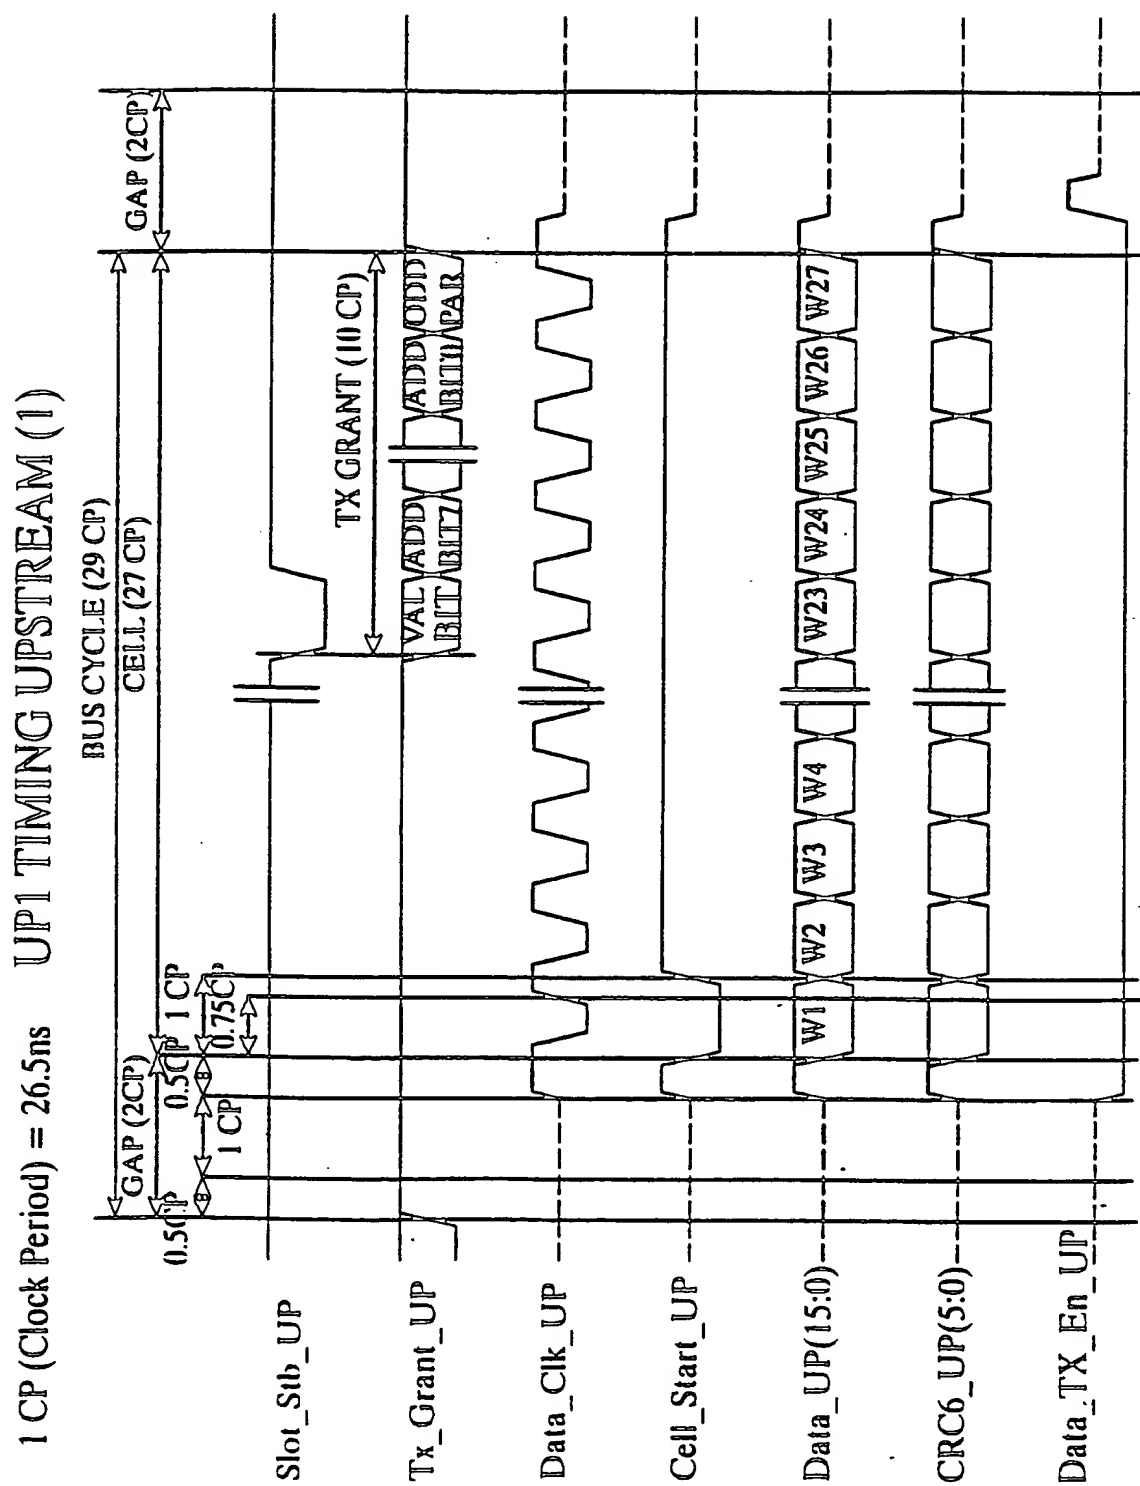 1 CP (Clock Period) = 26.5ns UP1 TIMING UPSTREAM (1)
BUS CYCLE (29 CP)
GAP (2CP)
CELL (27 CP)
GAP (2CP)
0.5CP
0.5CP
1 CP
1 CP
0.75CP
TX GRANT (10 CP)
Slot_Stb_UP
Tx_Grant_UP
VAL BIT
ADD BIT7
ADD BIT0
ODD PAR
Data_Clk_UP
Cell_Start_UP
Data_UP(15:0)
W1
W2
W3
W4
W23
W24
W25
W26
W27
CRC6_UP(5:0)
Data_TX_En_UP